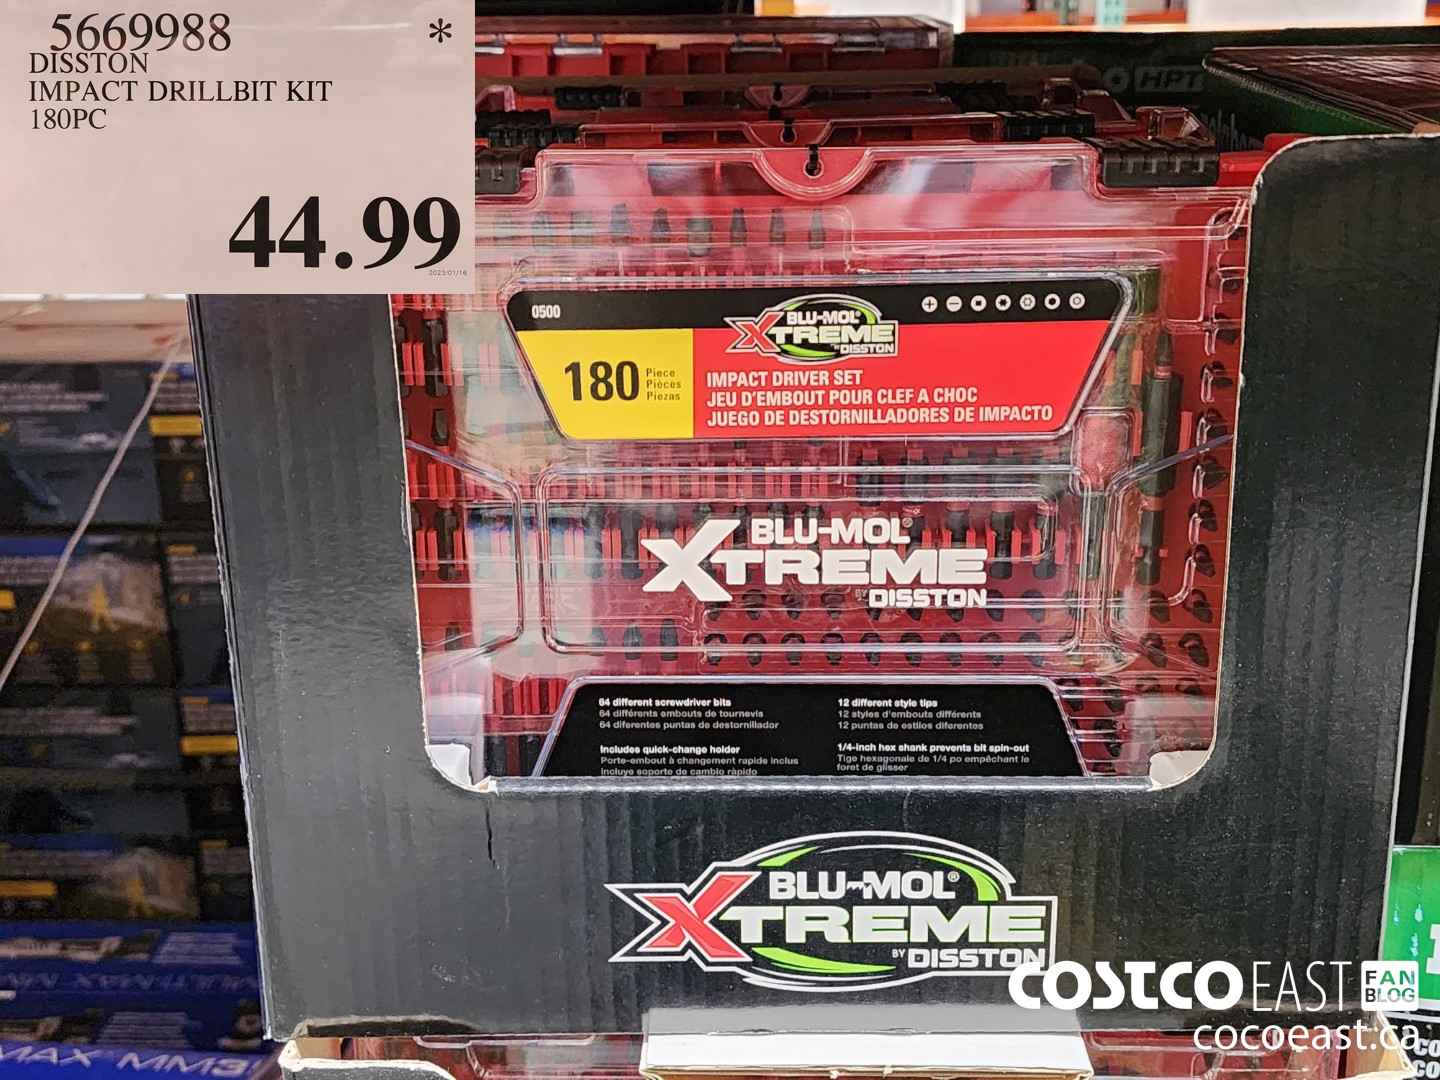 5669988 *
DISSTON
IMPACT DRILLBIT KIT
180PC
44.99
2023/01/16
HPT
0500
BLU-MOL®
XTREME
BY DISSTON
180 Piece
Pièces
Piezas
IMPACT DRIVER SET
JEU D'EMBOUT POUR CLEF A CHOC
JUEGO DE DESTORNILLADORES DE IMPACTO
BLU-MOL®
XTREME
BY DISSTON
64 different screwdriver bits
64 différents embouts de tournevis
64 diferentes puntas de destornillador
Includes quick-change holder
Porte-embout à changement rapide inclus
Incluye soporte de cambio rápido
12 different style tips
12 styles d'embouts différents
12 puntas de estilos diferentes
1/4-inch hex shank prevents bit spin-out
Tige hexagonale de 1/4 po empêchant le
foret de glisser
BLU-MOL®
XTREME
BY DISSTON
COSTCO EAST FAN
BLOG
cocoeast.ca
MAX MM3